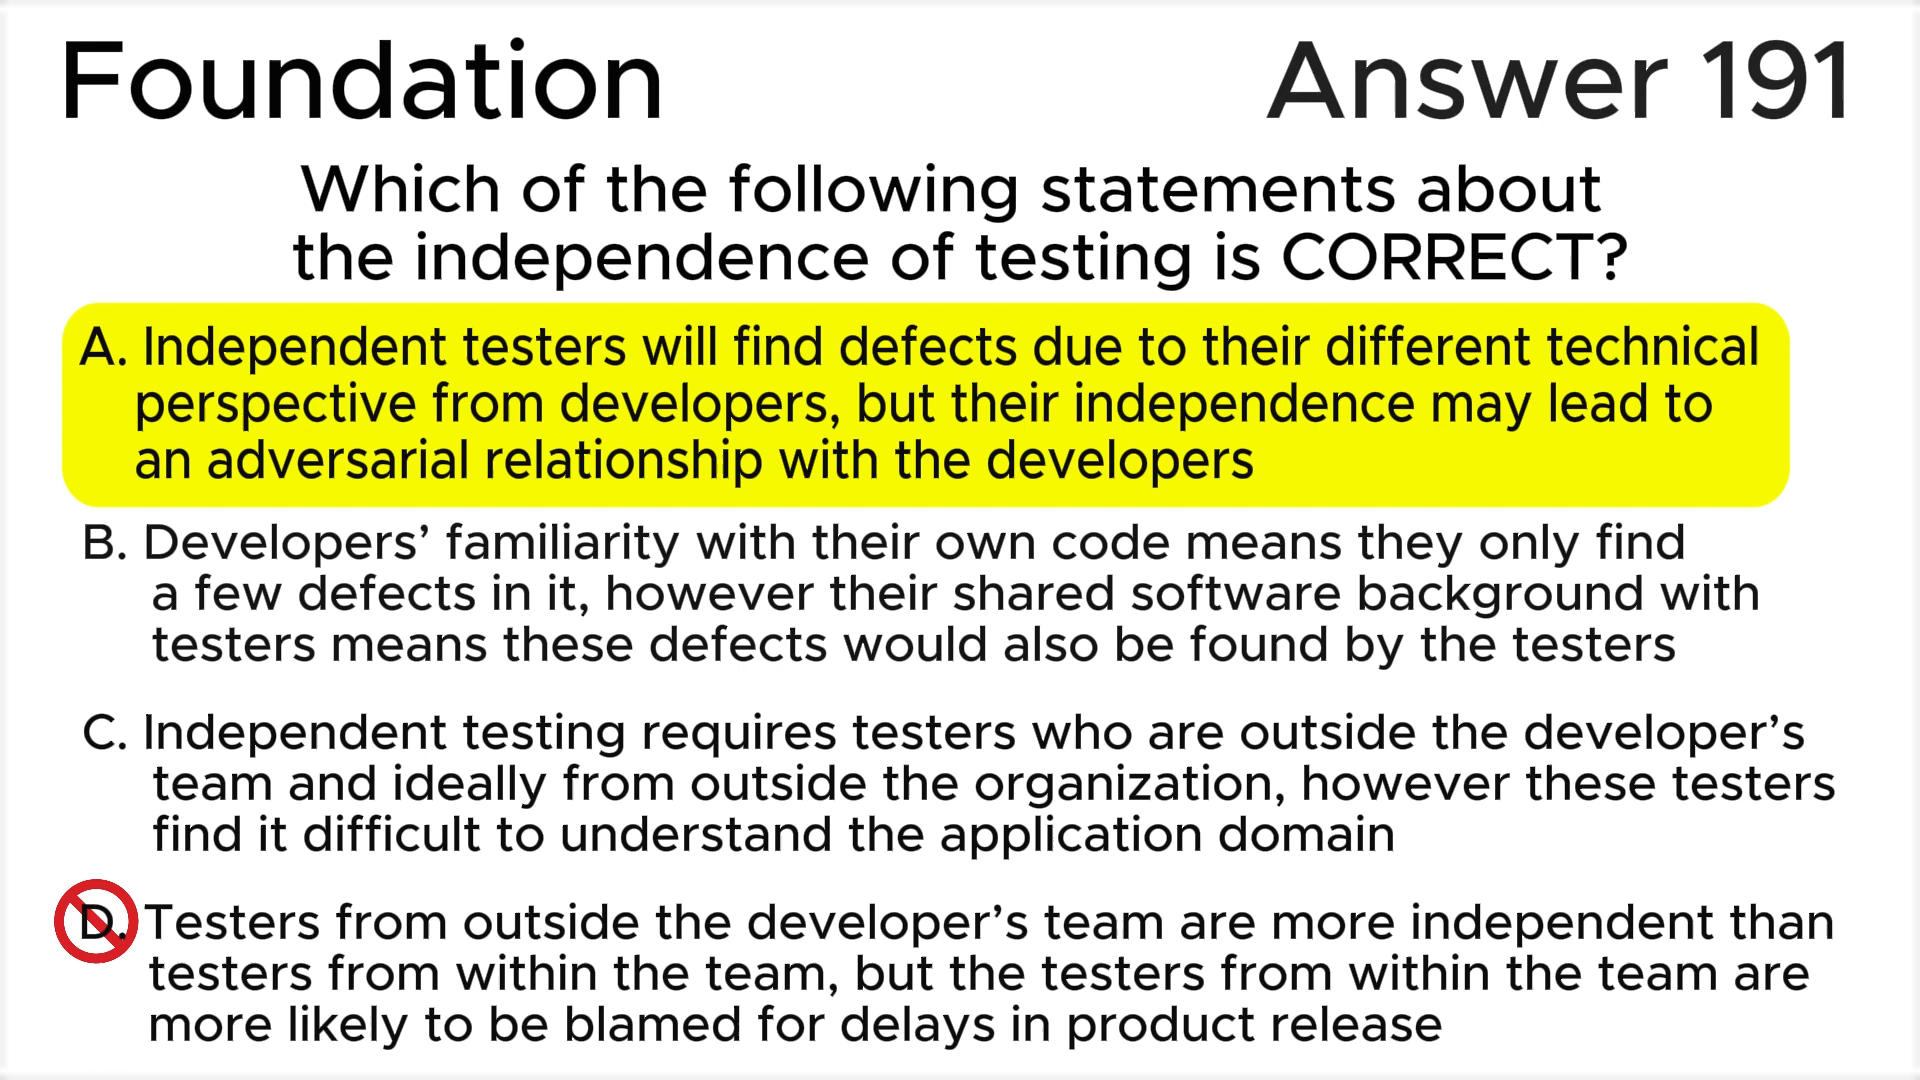 Foundation
Answer 191
Which of the following statements about
the independence of testing is CORRECT?
A. Independent testers will find defects due to their different technical
perspective from developers, but their independence may lead to
an adversarial relationship with the developers
B. Developers’ familiarity with their own code means they only find
a few defects in it, however their shared software background with
testers means these defects would also be found by the testers
C. Independent testing requires testers who are outside the developer’s
team and ideally from outside the organization, however these testers
find it difficult to understand the application domain
D. Testers from outside the developer’s team are more independent than
testers from within the team, but the testers from within the team are
more likely to be blamed for delays in product release